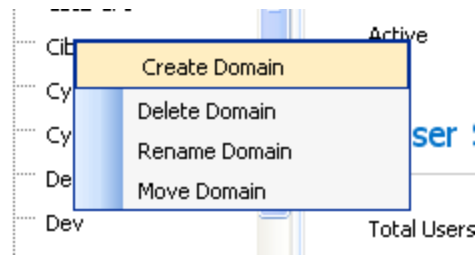 Active
Cib
Create Domain
Cy
Delete Domain
Cy
ser
Rename Domain
De
Move Domain
Dev
Total Users